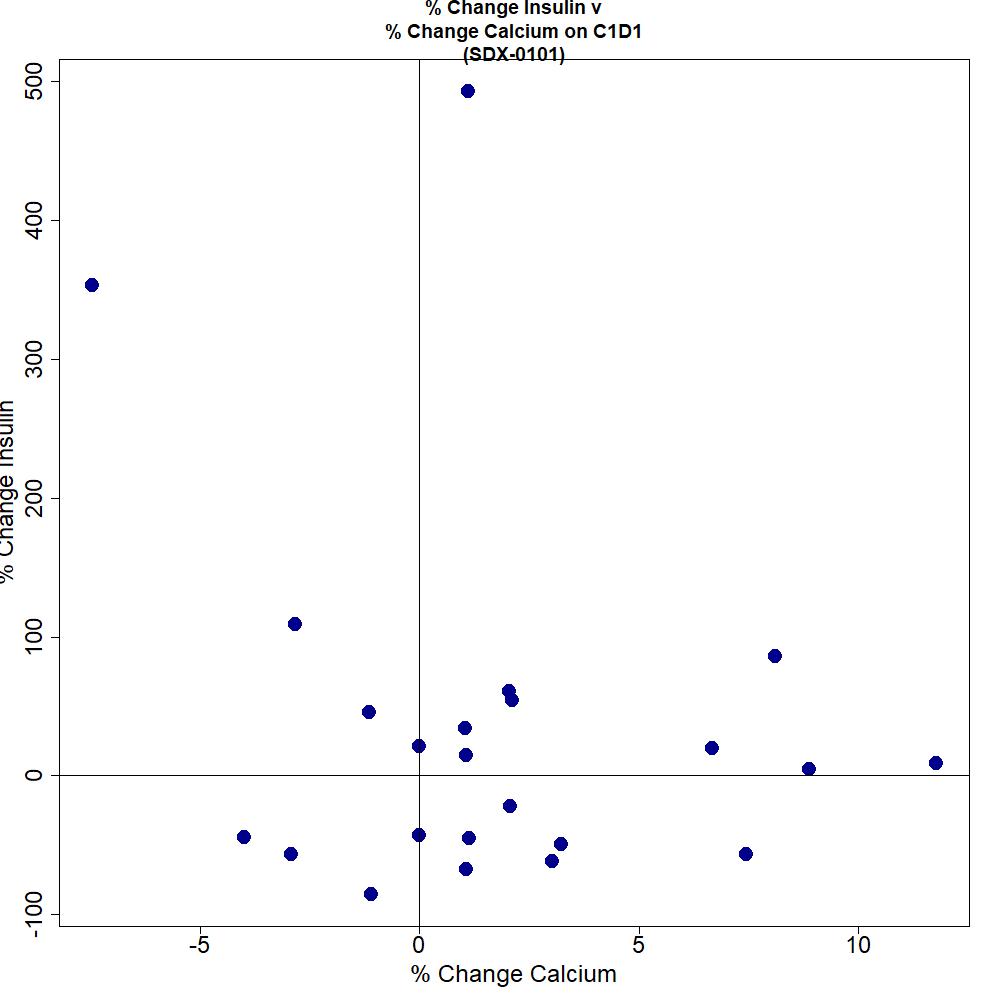 % Change Insulin v
% Change Calcium on C1D1
(SDX-0101)
500
400
300
200
100
0
-100
% Change Insulin
-5
0
5
10
% Change Calcium